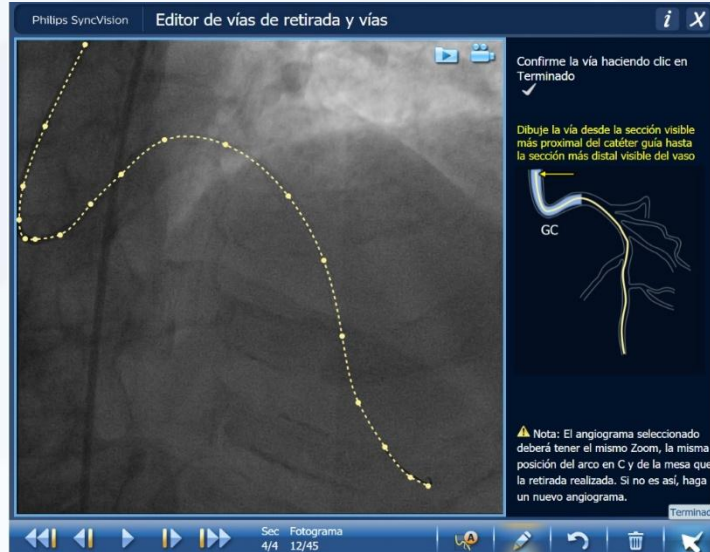 Philips SyncVision
Editor de vías de retirada y vías
i X
Confirme la vía haciendo clic en
Terminado
Dibuje la vía desde la sección visible
más proximal del catéter guía hasta
la sección más distal visible del vaso
GC
Nota: El angiograma seleccionado
deberá tener el mismo Zoom, la misma
posición del arco en C y de la mesa que
la retirada realizada. Si no es así, haga
un nuevo angiograma.
Terminad
Sec Fotograma
4/4 12/45
A